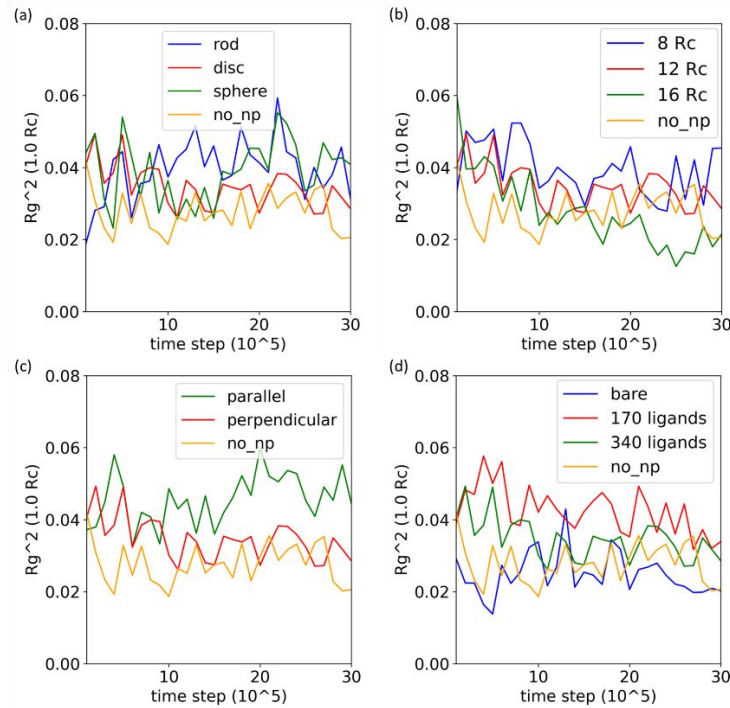 (a)
0.08
0.06
0.04
0.02
0.00
Rg^2 (1.0 Rc)
rod
disc
sphere
no_np
10
20
30
time step (10^5)
(b)
0.08
0.06
0.04
0.02
0.00
Rg^2 (1.0 Rc)
8 Rc
12 Rc
16 Rc
no_np
10
20
30
time step (10^5)
(c)
0.08
0.06
0.04
0.02
0.00
Rg^2 (1.0 Rc)
parallel
perpendicular
no_np
10
20
30
time step (10^5)
(d)
0.08
0.06
0.04
0.02
0.00
Rg^2 (1.0 Rc)
bare
170 ligands
340 ligands
no_np
10
20
30
time step (10^5)